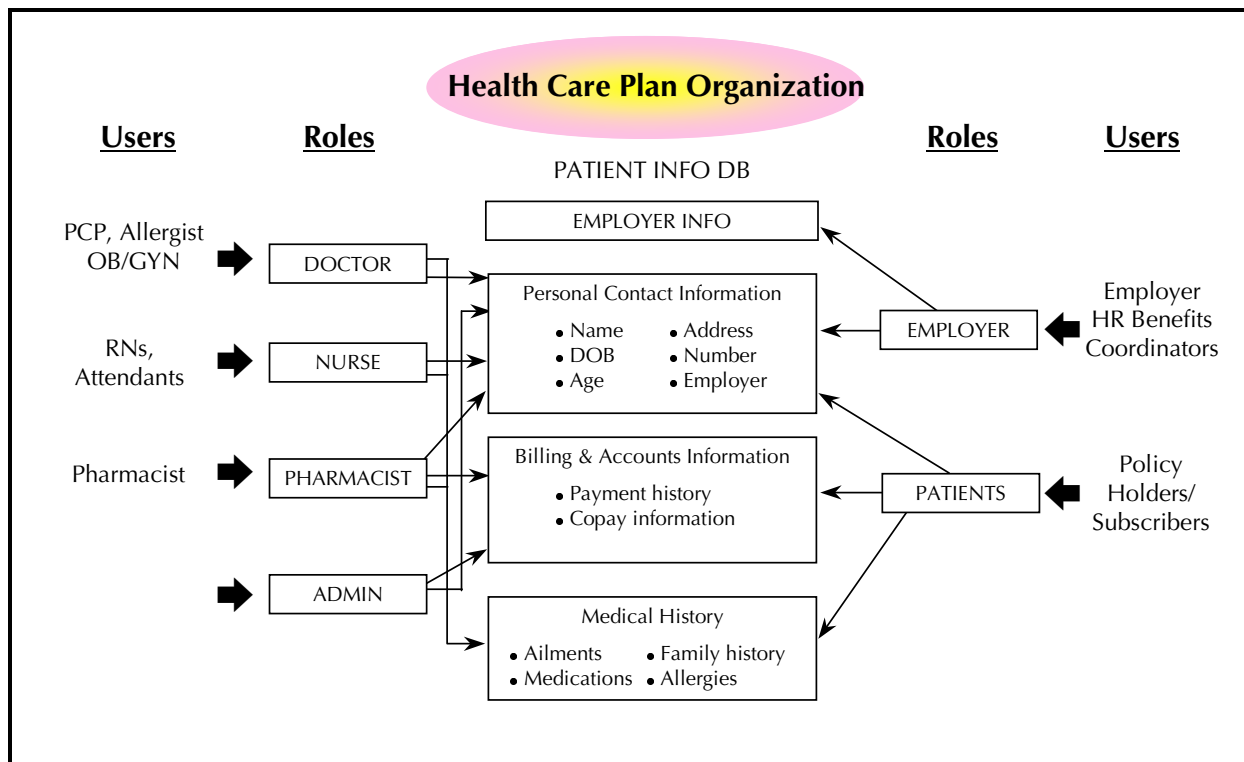 Health Care Plan Organization
Users
Roles
Roles
Users
PATIENT INFO DB
EMPLOYER INFO
PCP, Allergist
OB/GYN
DOCTOR
Personal Contact Information
• Name
• Address
• DOB
• Number
• Age
• Employer
EMPLOYER
Employer
HR Benefits
Coordinators
RNs,
Attendants
NURSE
Pharmacist
PHARMACIST
Billing & Accounts Information
• Payment history
• Copay information
PATIENTS
Policy
Holders/
Subscribers
ADMIN
Medical History
• Ailments
• Family history
• Medications
• Allergies